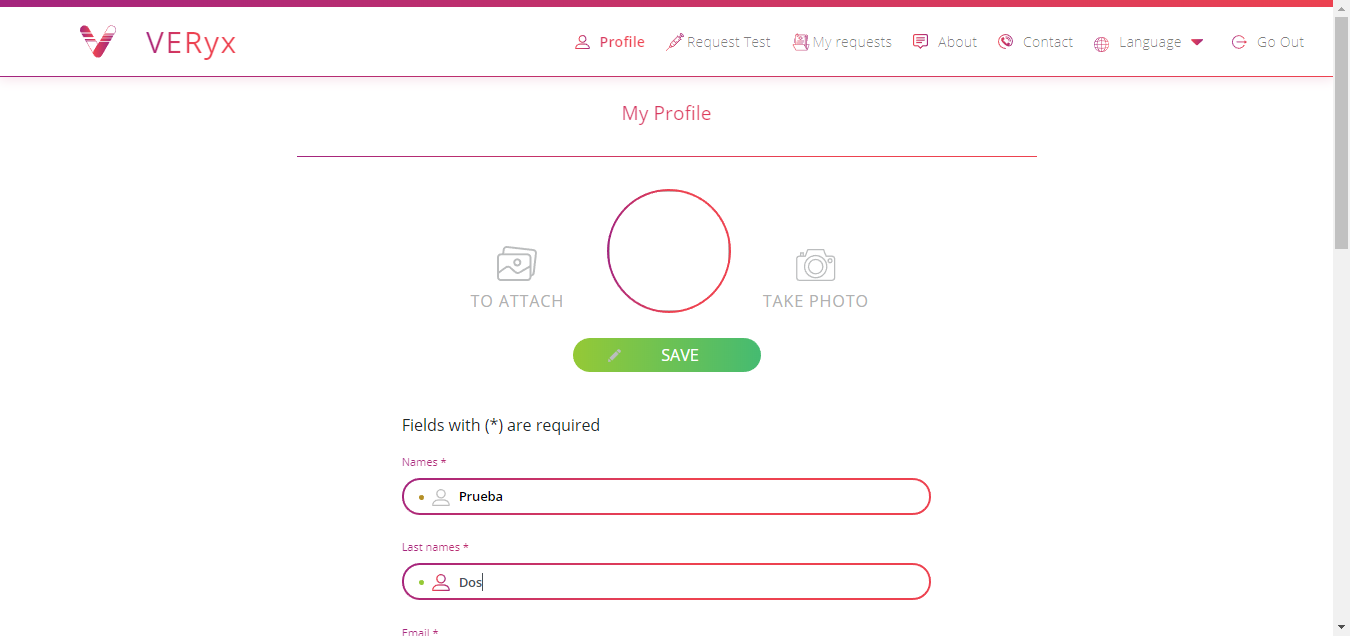 VERyx
Profile Request Test My requests About Contact Language Go Out
My Profile
TO ATTACH
TAKE PHOTO
SAVE
Fields with (*) are required
Names *
Prueba
Last names *
Dos
Email *